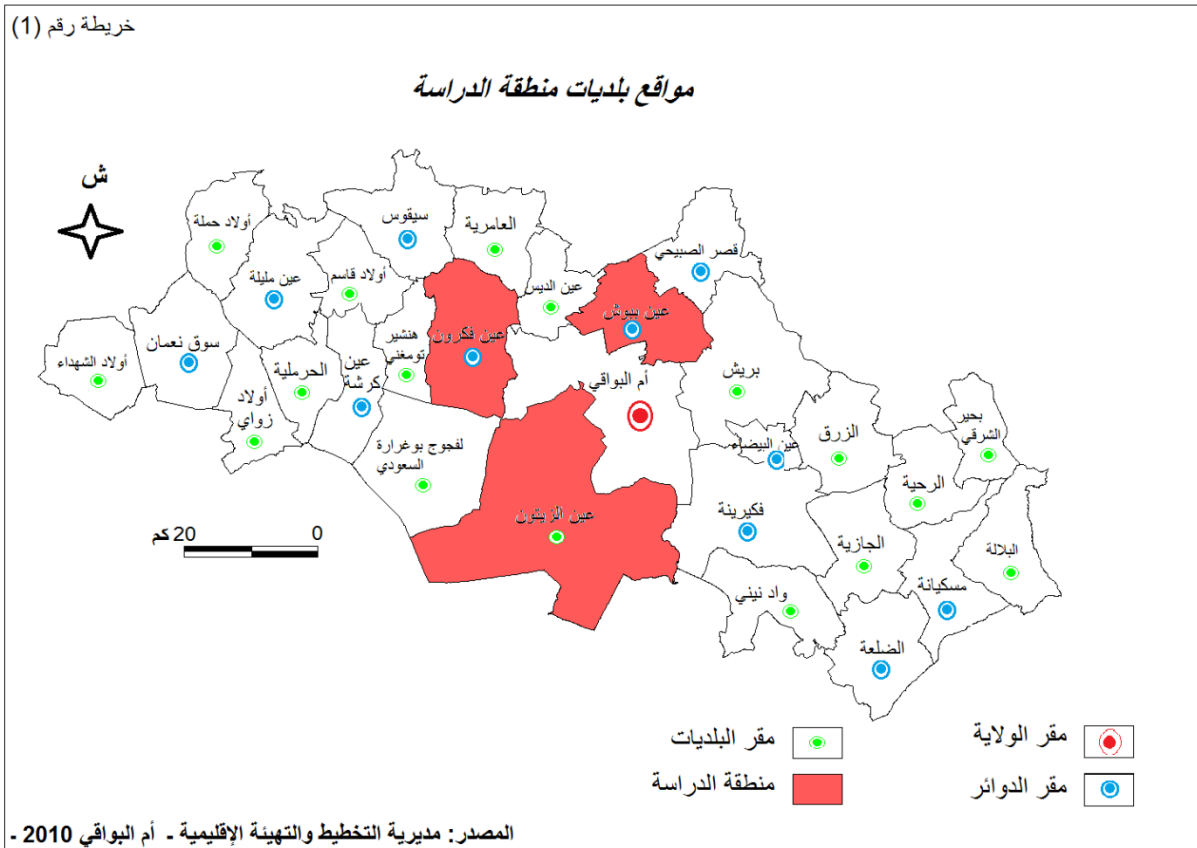 خريطة رقم (1)
مواقع بلديات منطقة الدراسة
ش
سيقوس
العامرية
أولاد حملة
قصر الصبيحي
عين مليلة
أولاد قاسم
عين الديس
عين ببوش
سوق نعمان
هنشير
تومغني
عين فكرون
أولاد الشهداء
الحرملية
عين
كرشة
أم البواقي
بريش
أولاد
زواي
لفجوج بوغرارة
السعودي
عين البيضاء
الزرق
بحير
الشرقي
الرحية
عين الزيتون
فكيرينة
الجازية
البلالة
واد نيني
مسكيانة
الضلعة
20 كم
0
مقر الولاية
مقر البلديات
مقر الدوائر
منطقة الدراسة
المصدر: مديرية التخطيط والتهيئة الإقليمية - أم البواقي 2010 -